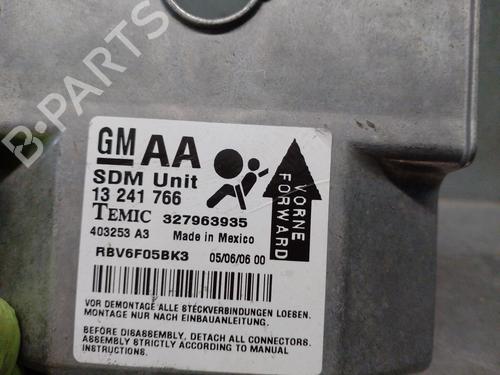 GM AA
SDM Unit
13 241 766
TEMIC 327963935
403253 A3 Made in Mexico
RBV6F05BK3 05/06/06 00
VORNE
FORWARD
VOR DEMONTAGE ALLE STECKVERBINDUNGEN LOESEN.
MONTAGE NUR NACH EINBAUANLEITUNG.
BEFORE DISASSEMBLY, DETACH ALL CONNECTORS.
ASSEMBLY STRICTLY ACCORDING TO MANUAL
INSTRUCTIONS.